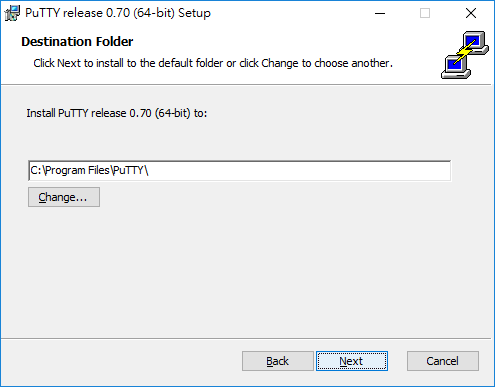 PuTTY release 0.70 (64-bit) Setup
Destination Folder
Click Next to install to the default folder or click Change to choose another.
Install PuTTY release 0.70 (64-bit) to:
C:\Program Files\PuTTY\
Change...
Back Next Cancel